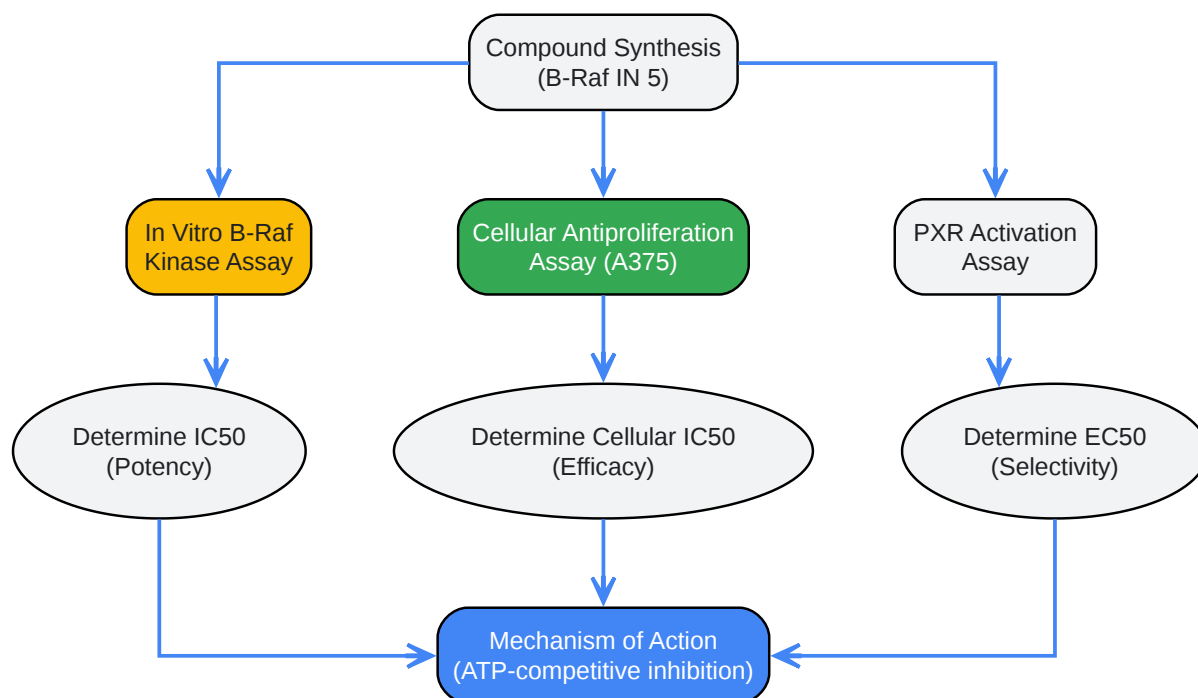 Compound Synthesis
(B-Raf IN 5)
In Vitro B-Raf
Kinase Assay
Cellular Antiproliferation
Assay (A375)
PXR Activation
Assay
Determine IC50
(Potency)
Determine Cellular IC50
(Efficacy)
Determine EC50
(Selectivity)
Mechanism of Action
(ATP-competitive inhibition)